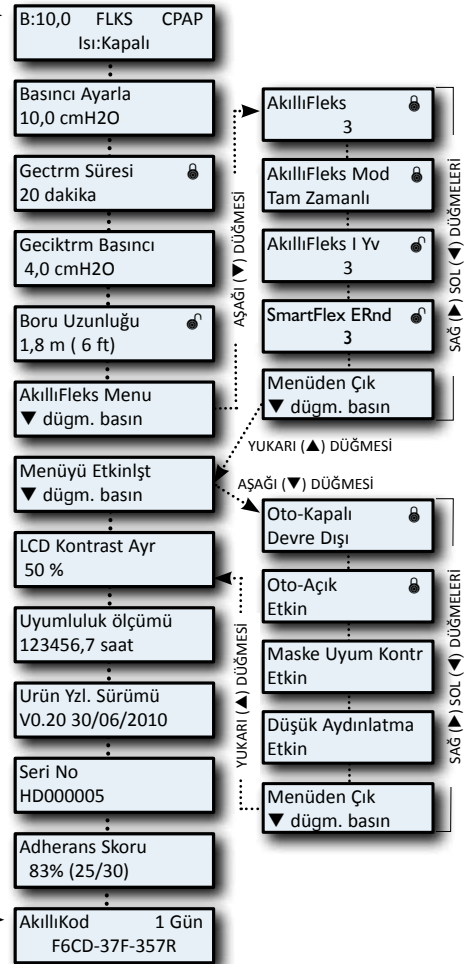 B:10,0 FLKS CPAP
Isı:Kapalı
Basıncı Ayarla
10,0 cmH2O
Gectrm Süresi
20 dakika
Geciktrm Basıncı
4,0 cmH2O
Boru Uzunluğu
1,8 m ( 6 ft)
AkıllıFleks Menu
▼ düğm. basın
Menüyü Etkinlşt
▼ dügm. basın
LCD Kontrast Ayr
50 %
Uyumluluk ölçümü
123456,7 saat
Urün Yzl. Sürümü
V0.20 30/06/2010
Seri No
HD000005
Adherans Skoru
83% (25/30)
AkıllıKod 1 Gün
F6CD-37F-357R
AŞAĞI (▼) DÜĞMESİ
AkıllıFleks
3
AkıllıFleks Mod
Tam Zamanlı
AkıllıFleks I Yv
3
SmartFlex ERnd
3
Menüden Çık
▼ dügm. basın
SAĞ (▲) SOL (▼) DÜĞMELERİ
YUKARI (▲) DÜĞMESİ
AŞAĞI (▼) DÜĞMESİ
Oto-Kapalı
Devre Dışı
Oto-Açık
Etkin
Maske Uyum Kontr
Etkin
Düşük Aydınlatma
Etkin
Menüden Çık
▼ dügm. basın
YUKARI (▲) DÜĞMESİ
SAĞ (▲) SOL (▼) DÜĞMELERİ